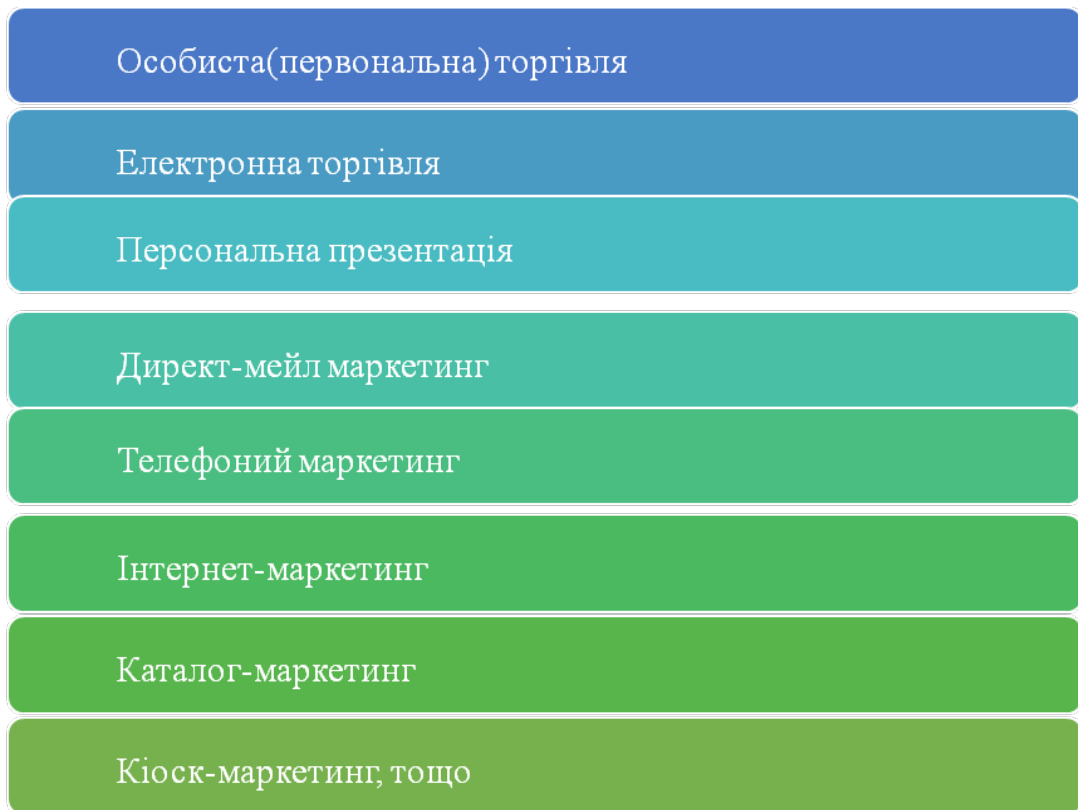 Особиста(первональна) торгівля
Електронна торгівля
Персональна презентація
Директ-мейл маркетинг
Телефоний маркетинг
Інтернет-маркетинг
Каталог-маркетинг
Кіоск-маркетинг, тощо